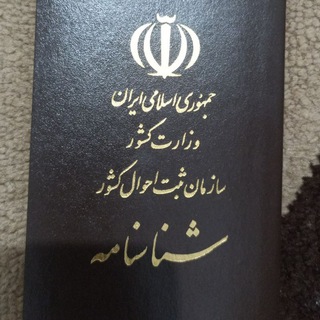 جمهوری اسلامی ایران
وزارت کشور
سازمان ثبت احوال کشور
شناسنامه